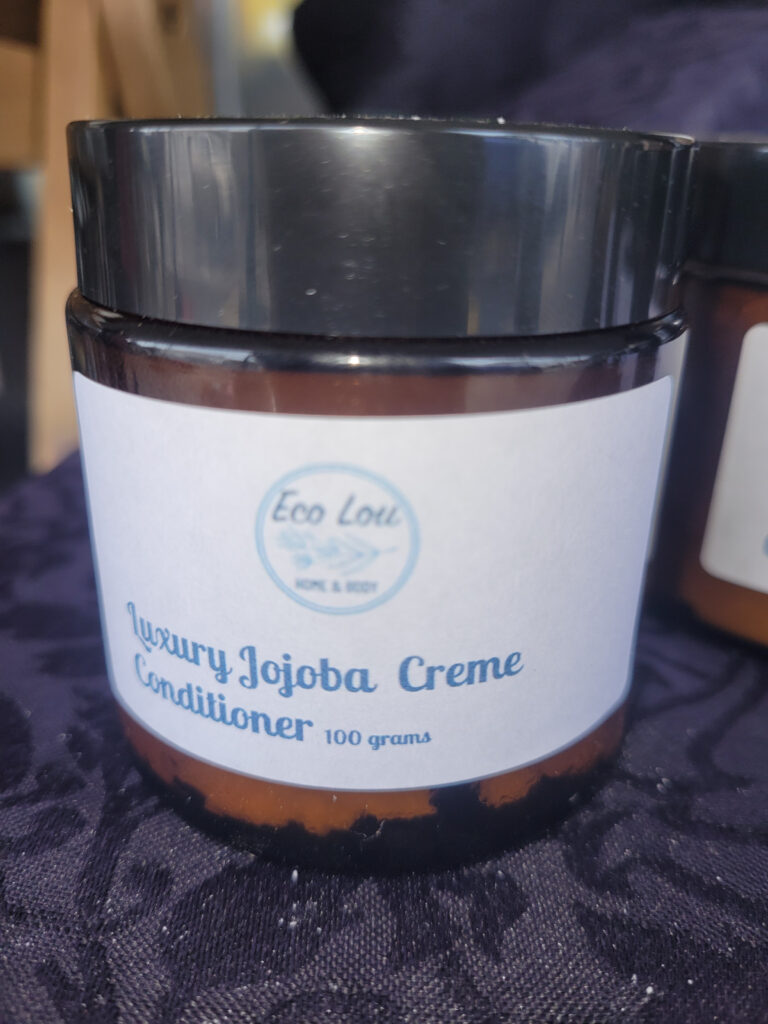 Eco Lou
HOME & BODY
Luxury Jojoba Creme
Conditioner 100 grams